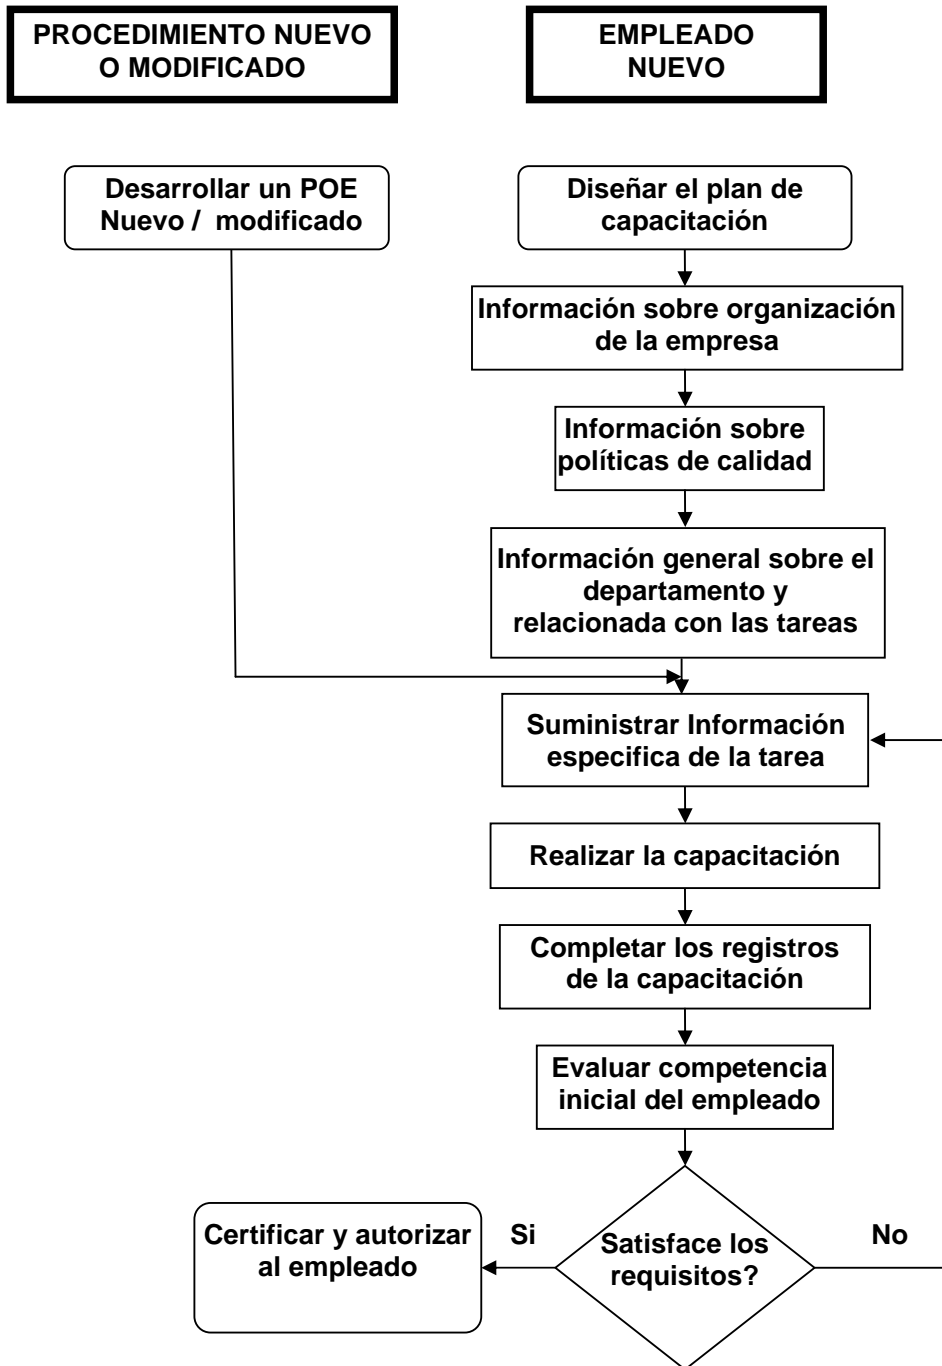 PROCEDIMIENTO NUEVO
O MODIFICADO
EMPLEADO
NUEVO
Desarrollar un POE
Nuevo / modificado
Diseñar el plan de
capacitación
Información sobre organización
de la empresa
Información sobre
políticas de calidad
Información general sobre el
departamento y
relacionada con las tareas
Suministrar Información
especifica de la tarea
Realizar la capacitación
Completar los registros
de la capacitación
Evaluar competencia
inicial del empleado
Certificar y autorizar
al empleado
Si
Satisface los
requisitos?
No